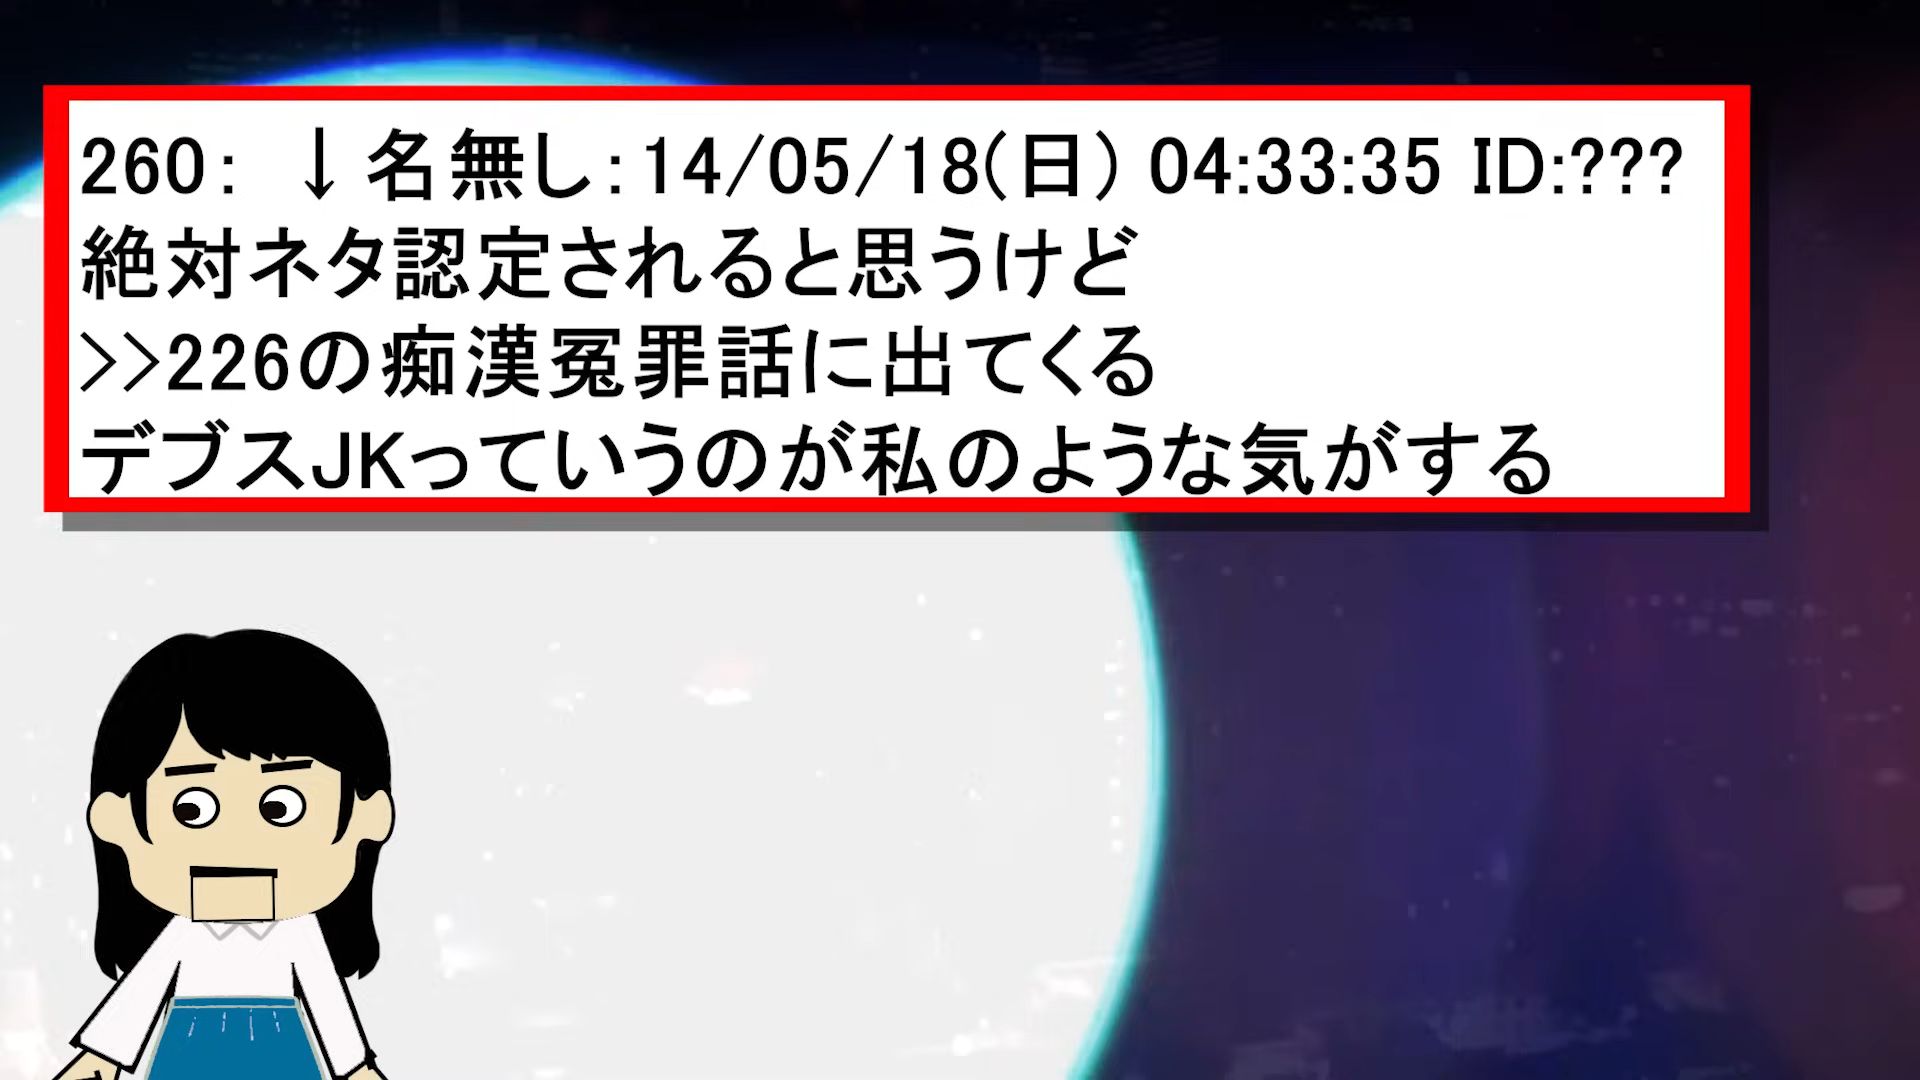 260: ↓名無し:14/05/18(日) 04:33:35 ID:???
絶対ネタ認定されると思うけど
>>226の痴漢冤罪話に出てくる
デブスJKっていうのが私のような気がする